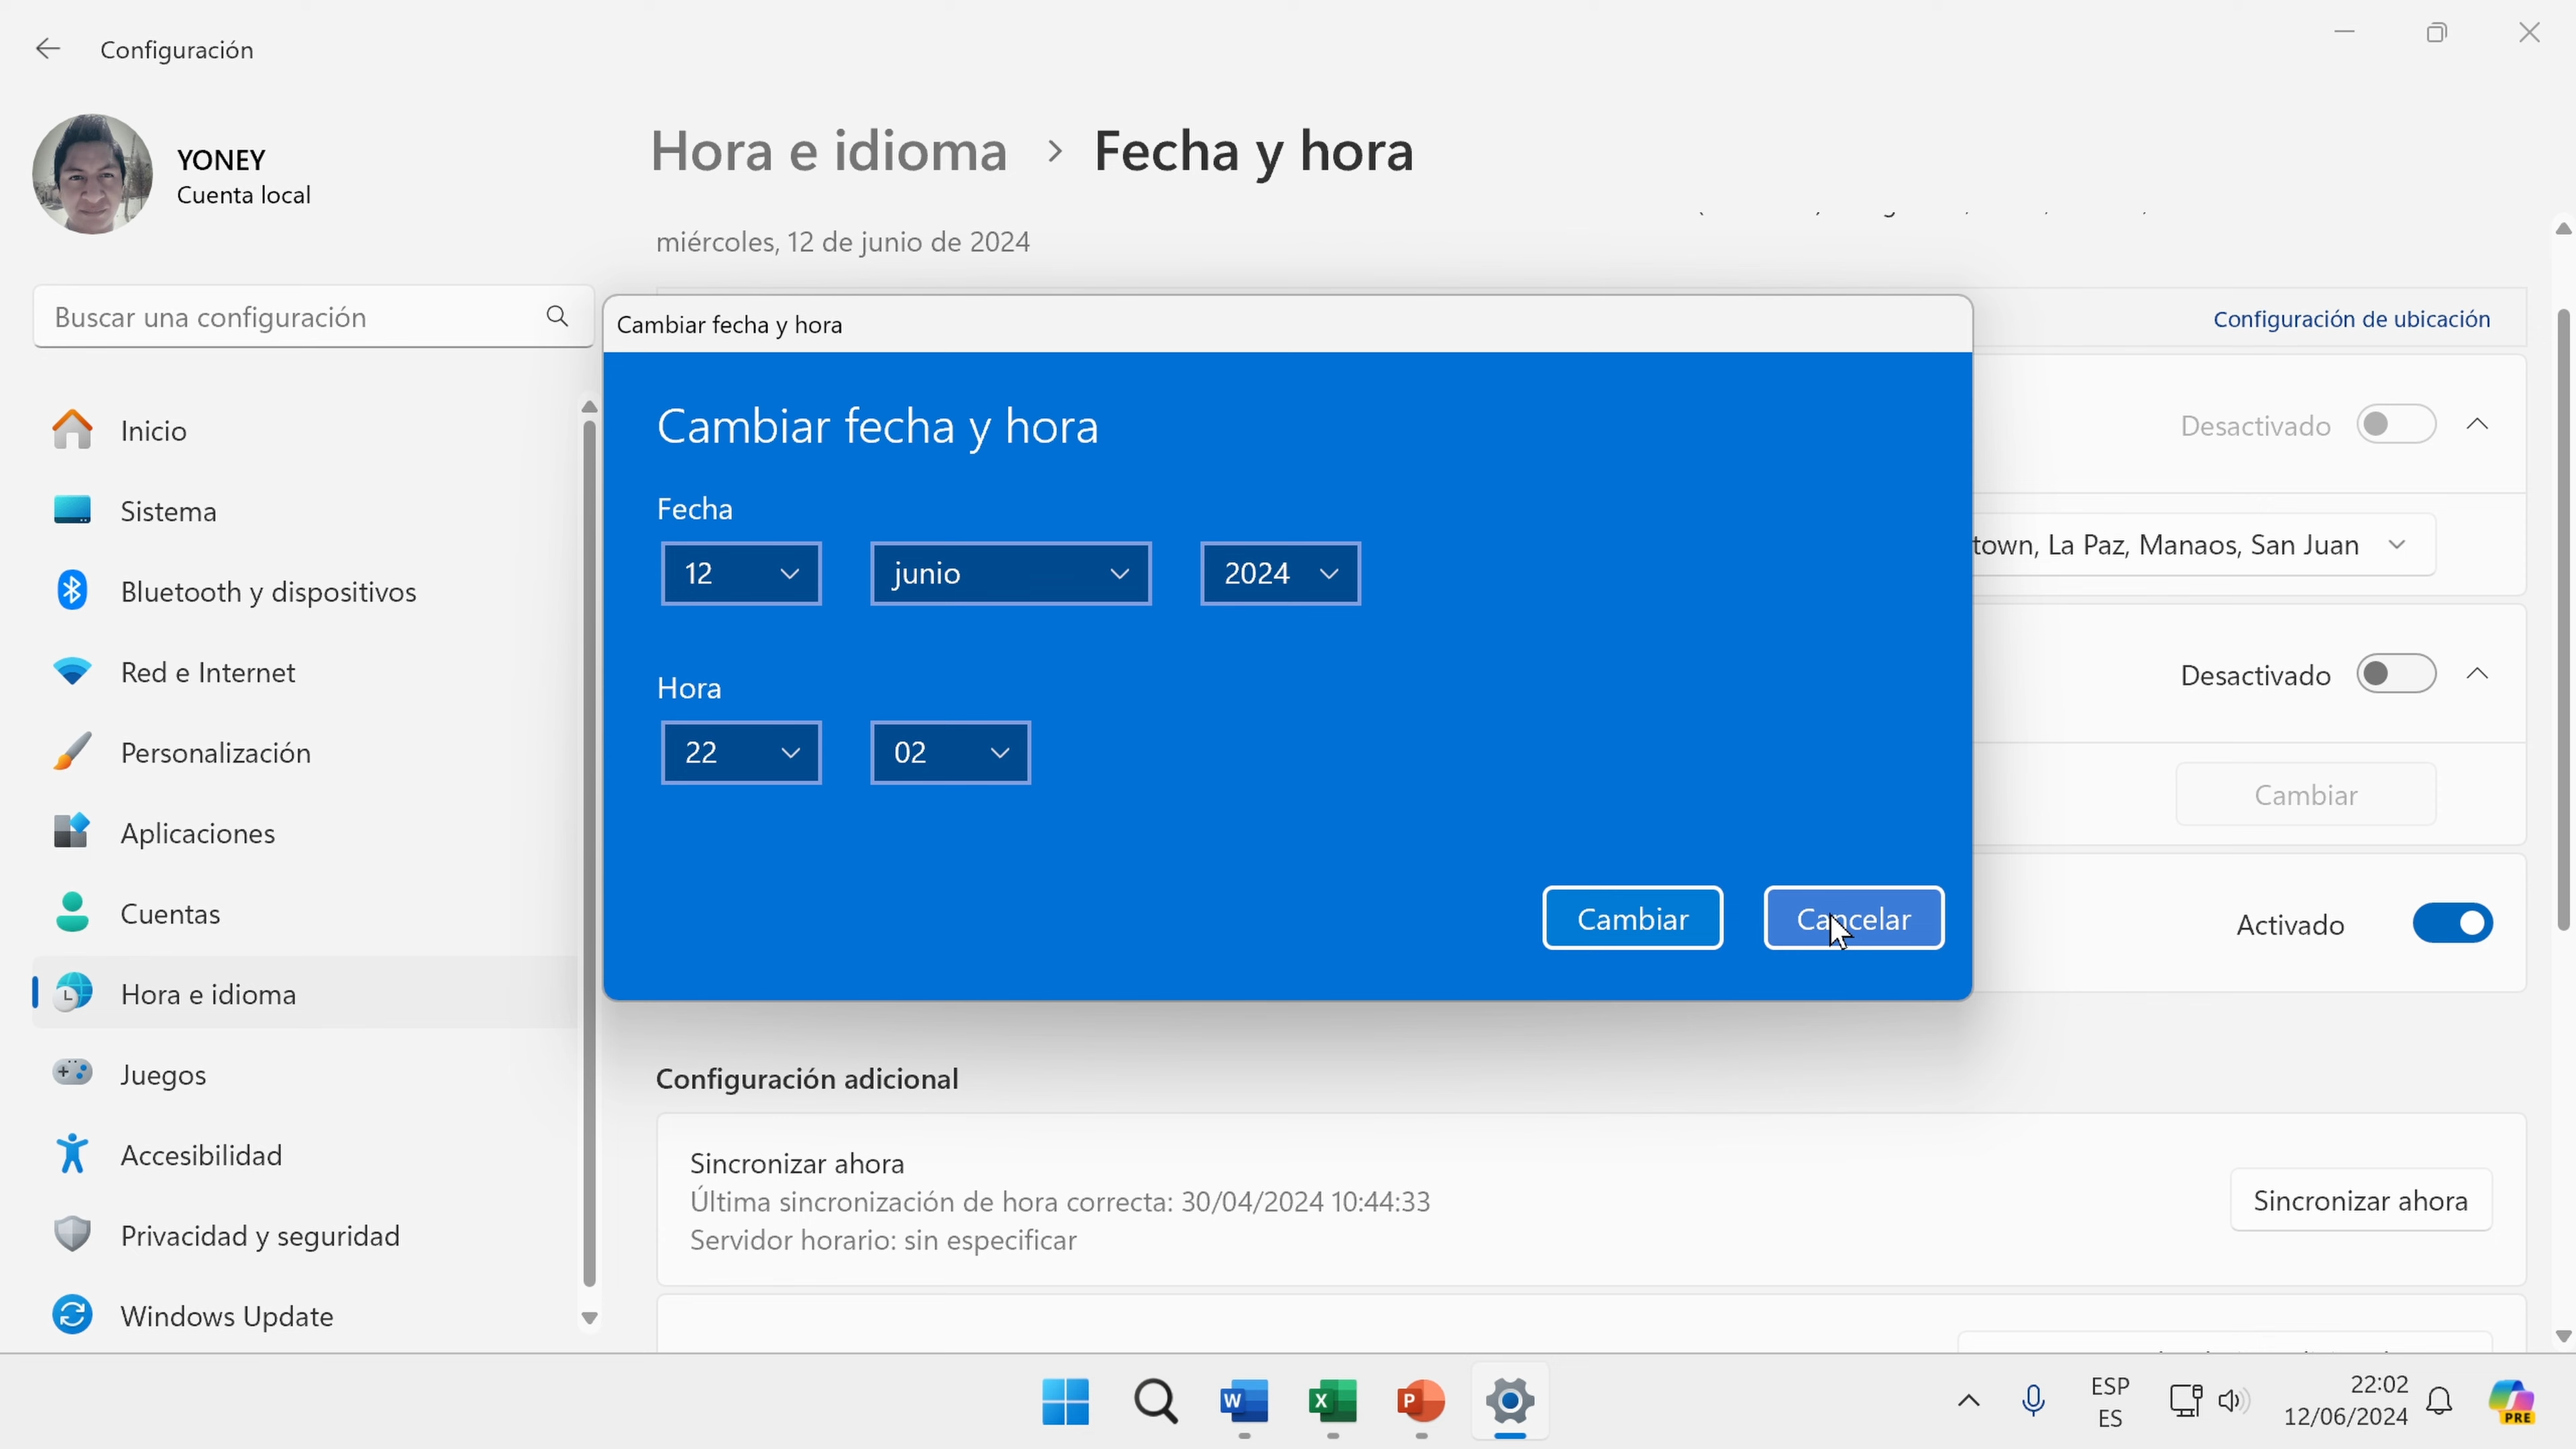 Configuración
YONEY
Cuenta local
Buscar una configuración
Inicio
Sistema
Bluetooth y dispositivos
Red e Internet
Personalización
Aplicaciones
Cuentas
Hora e idioma
Juegos
Accesibilidad
Privacidad y seguridad
Windows Update
Hora e idioma > Fecha y hora
miércoles, 12 de junio de 2024
Configuración de ubicación
Desactivado
town, La Paz, Manaos, San Juan
Desactivado
Cambiar
Activado
Cambiar fecha y hora
Cambiar fecha y hora
Fecha
12 junio 2024
Hora
22 02
Cambiar Cancelar
Configuración adicional
Sincronizar ahora
Última sincronización de hora correcta: 30/04/2024 10:44:33
Servidor horario: sin especificar
Sincronizar ahora
W X P
ESP
ES
22:02
12/06/2024
PRE